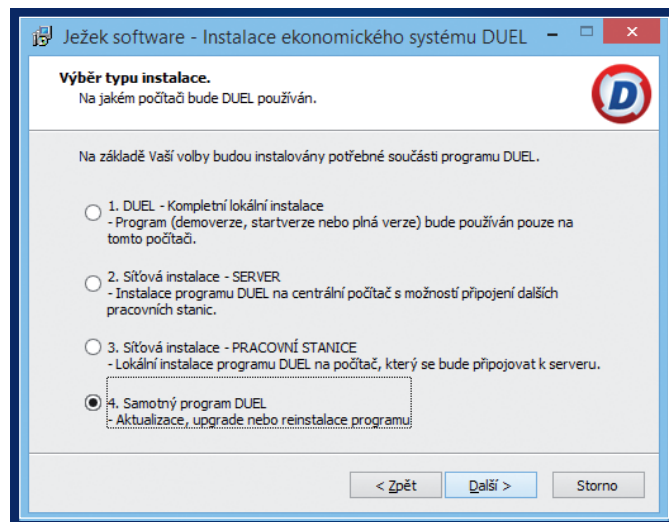 Ježek software - Instalace ekonomického systému DUEL
Výběr typu instalace.
Na jakém počítači bude DUEL používán.
D
Na základě Vaší volby budou instalovány potřebné součásti programu DUEL.
1. DUEL - Kompletní lokální instalace
- Program (demoverze, startverze nebo plná verze) bude používán pouze na
tomto počítači.
2. Síťová instalace - SERVER
- Instalace programu DUEL na centrální počítač s možností připojení dalších
pracovních stanic.
3. Síťová instalace - PRACOVNÍ STANICE
- Lokální instalace programu DUEL na počítač, který se bude připojovat k serveru.
4. Samotný program DUEL
- Aktualizace, upgrade nebo reinstalace programu
< Zpět
Další >
Storno